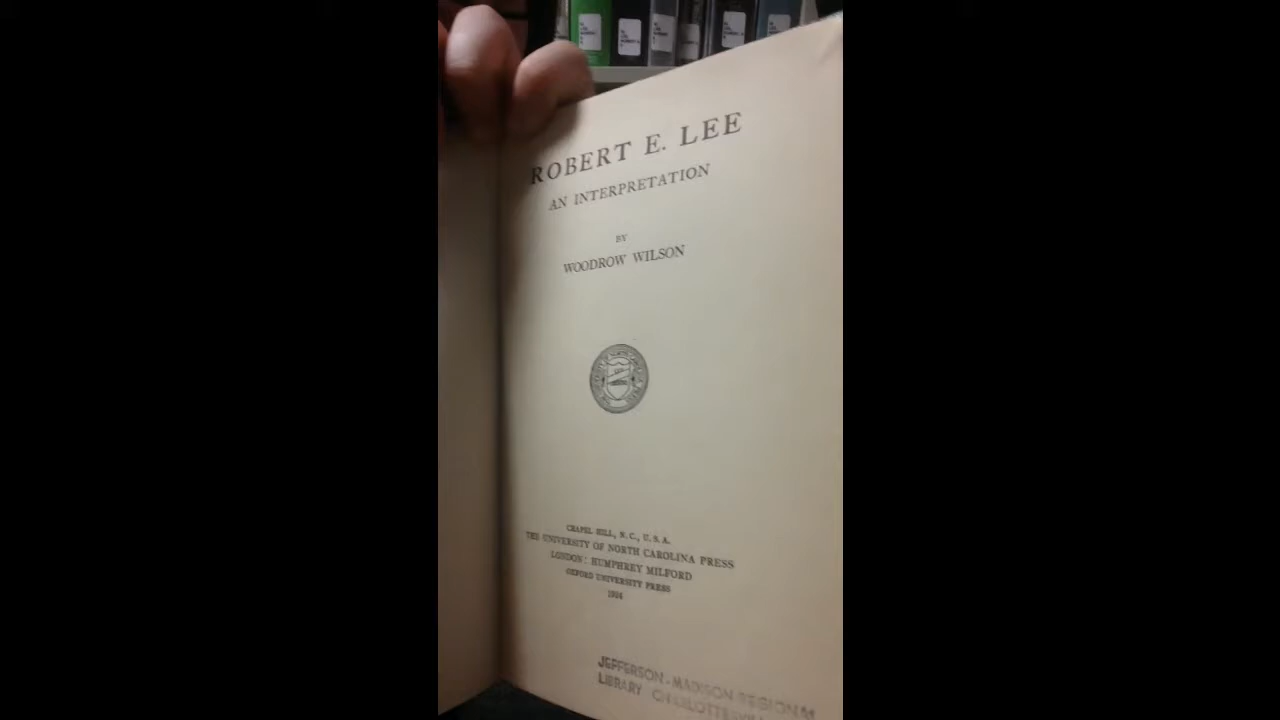 ROBERT E. LEE
AN INTERPRETATION
BY
WOODROW WILSON
CHAPEL HILL, N. C., U. S. A.
THE UNIVERSITY OF NORTH CAROLINA PRESS
LONDON: HUMPHREY MILFORD
OXFORD UNIVERSITY PRESS
1924
JEFFERSON-MADISON REGIONAL
LIBRARY